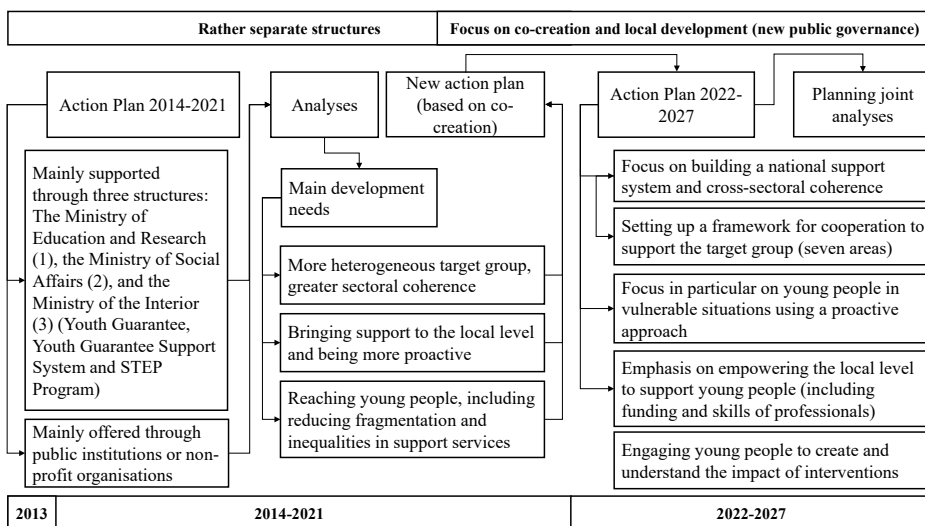 Rather separate structures
Focus on co-creation and local development (new public governance)
Action Plan 2014-2021
Analyses
New action plan
(based on co-
creation)
Action Plan 2022-
2027
Planning joint
analyses
Mainly supported
through three structures:
The Ministry of
Education and Research
(1), the Ministry of Social
Affairs (2), and the
Ministry of the Interior
(3) (Youth Guarantee,
Youth Guarantee Support
System and STEP
Program)
Mainly offered through
public institutions or non-
profit organisations
Main development
needs
More heterogeneous target group,
greater sectoral coherence
Bringing support to the local level
and being more proactive
Reaching young people, including
reducing fragmentation and
inequalities in support services
Focus on building a national support
system and cross-sectoral coherence
Setting up a framework for cooperation to
support the target group (seven areas)
Focus in particular on young people in
vulnerable situations using a proactive
approach
Emphasis on empowering the local level
to support young people (including
funding and skills of professionals)
Engaging young people to create and
understand the impact of interventions
2013
2014-2021
2022-2027